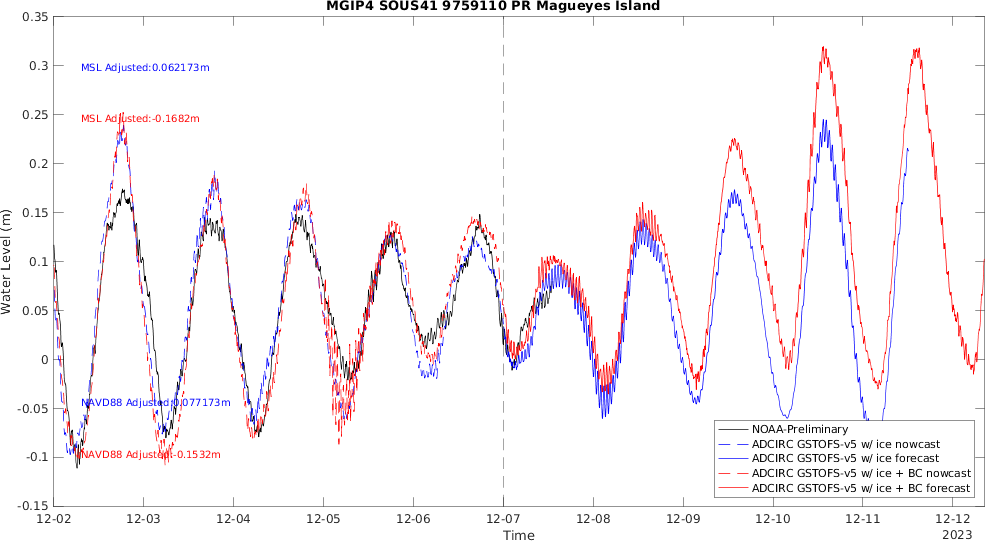 MGIP4 SOUS41 9759110 PR Magueyes Island
0.35
0.3
0.25
0.2
0.15
0.1
0.05
0
-0.05
-0.1
-0.15
Water Level (m)
MSL Adjusted:0.062173m
MSL Adjusted:-0.1682m
NAVD88 Adjusted:0.077173m
NAVD88 Adjusted:-0.1532m
NOAA-Preliminary
ADCIRC GSTOFS-v5 w/ ice nowcast
ADCIRC GSTOFS-v5 w/ ice forecast
ADCIRC GSTOFS-v5 w/ ice + BC nowcast
ADCIRC GSTOFS-v5 w/ ice + BC forecast
12-02 12-03 12-04 12-05 12-06 12-07 12-08 12-09 12-10 12-11 12-12
Time
2023